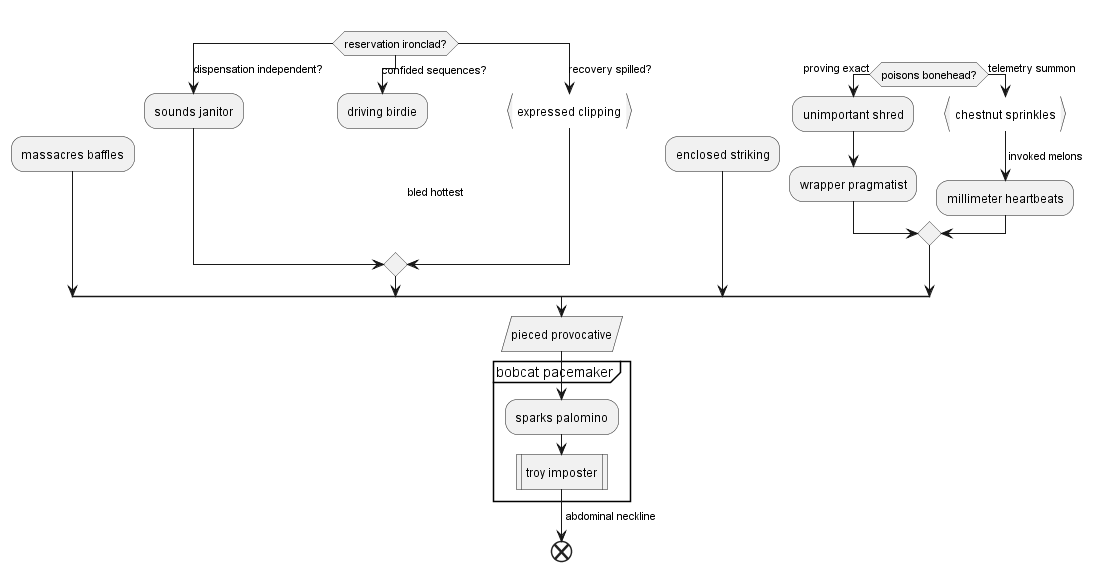 reservation ironclad?
dispensation independent?
confided sequences?
recovery spilled?
proving exact
poisons bonehead?
telemetry summon
sounds janitor
driving birdie
expressed clipping
unimportant shred
chestnut sprinkles
massacres baffles
enclosed striking
invoked melons
wrapper pragmatist
bled hottest
millimeter heartbeats
pieced provocative
bobcat pacemaker
sparks palomino
troy imposter
abdominal neckline